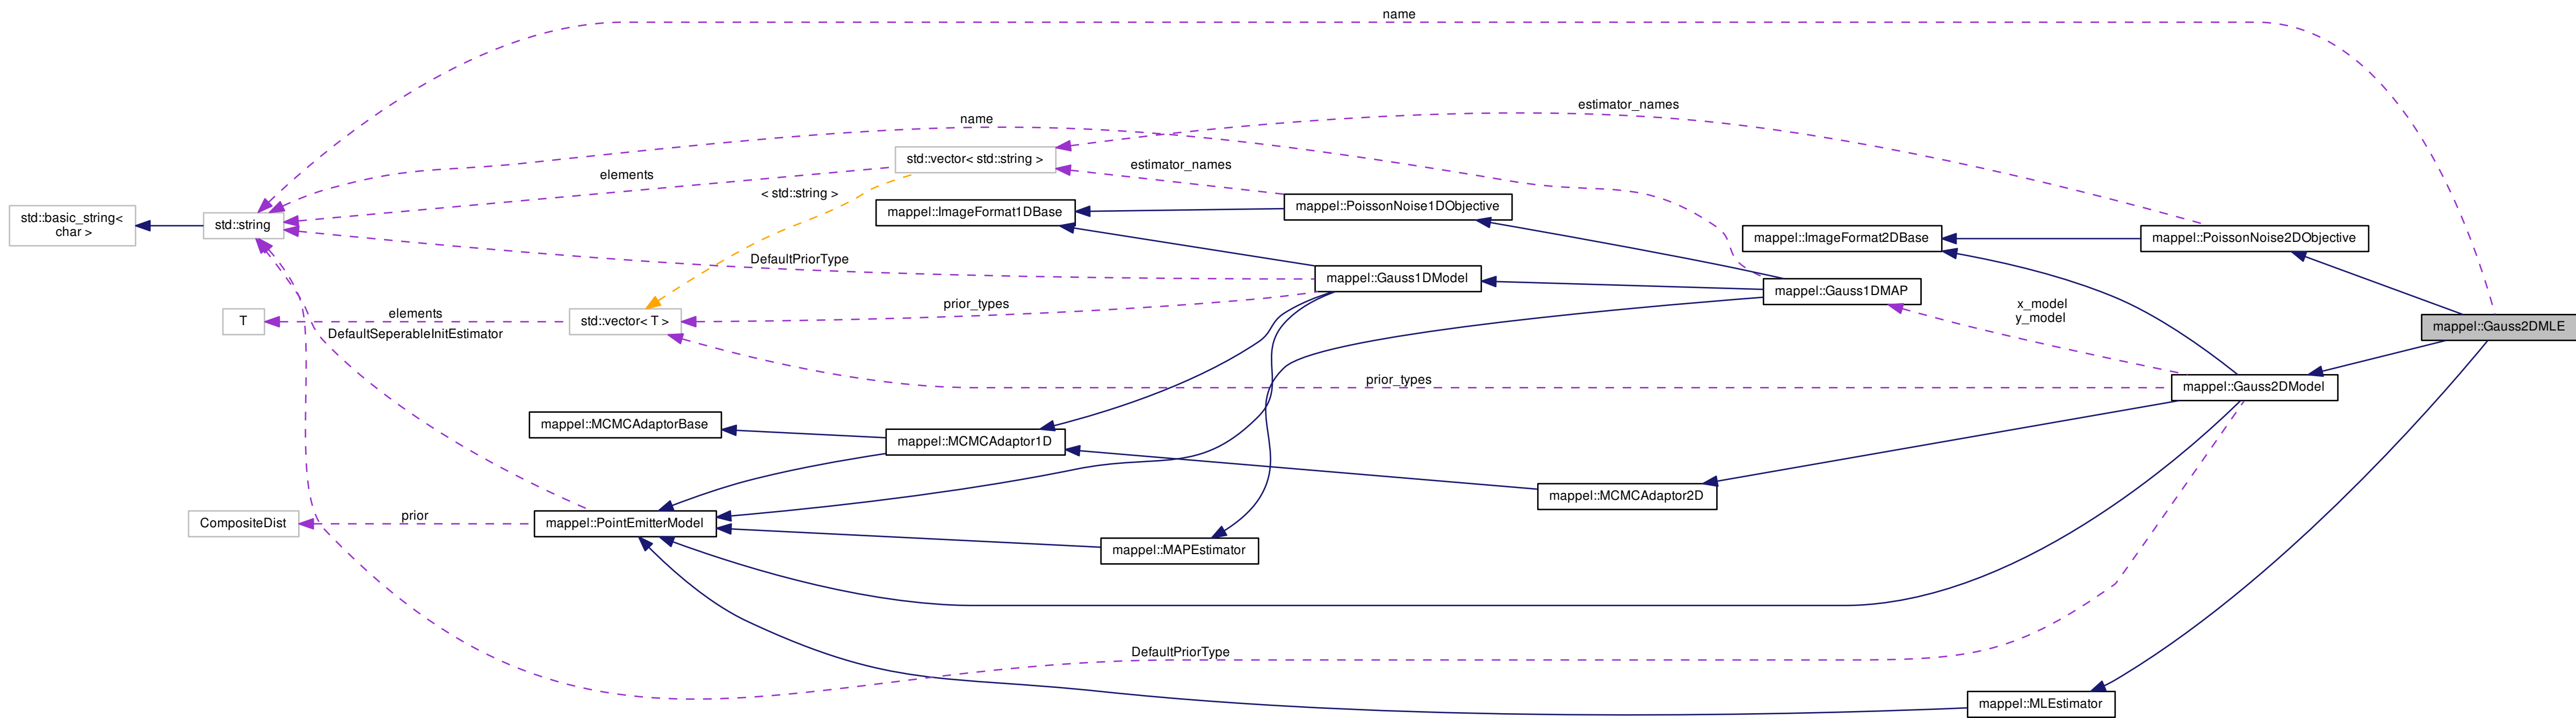 name
estimator_names
name
std::vector< std::string >
estimator_names
elements
< std::string >
mappel::PoissonNoise1DObjective
mappel::ImageFormat1DBase
std::basic_string<
char >
std::string
mappel::ImageFormat2DBase
mappel::PoissonNoise2DObjective
DefaultPriorType
mappel::Gauss1DModel
mappel::Gauss1DMAP
prior_types
x_model
y_model
elements
T
std::vector< T >
mappel::Gauss2DMLE
DefaultSeperableInitEstimator
prior_types
mappel::Gauss2DModel
mappel::MCMCAdaptorBase
mappel::MCMCAdaptor1D
mappel::MCMCAdaptor2D
prior
CompositeDist
mappel::PointEmitterModel
mappel::MAPEstimator
DefaultPriorType
mappel::MLEstimator